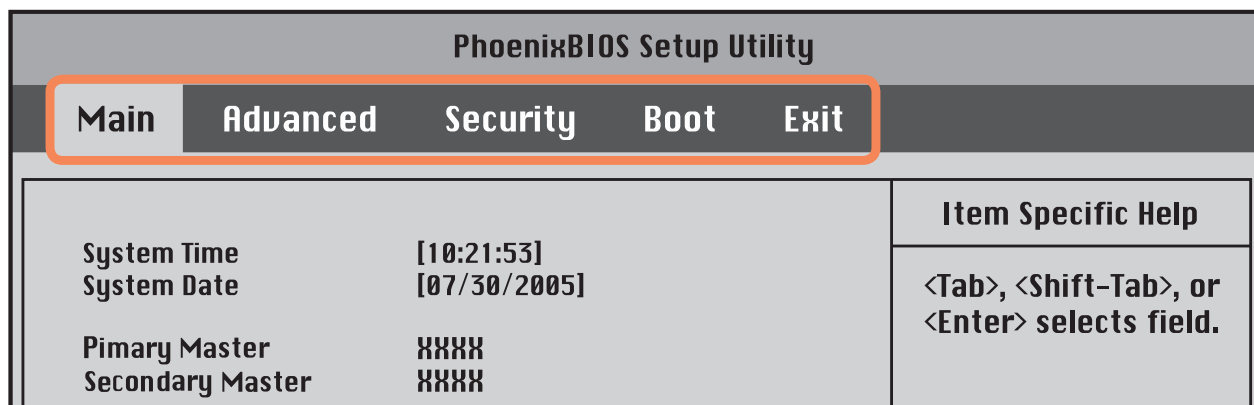 PhoenixBIOS Setup Utility
Main Advanced Security Boot Exit
System Time [10:21:53]
System Date [07/30/2005]
Pimary Master XXXX
Secondary Master XXXX
Item Specific Help
<Tab>, <Shift-Tab>, or
<Enter> selects field.